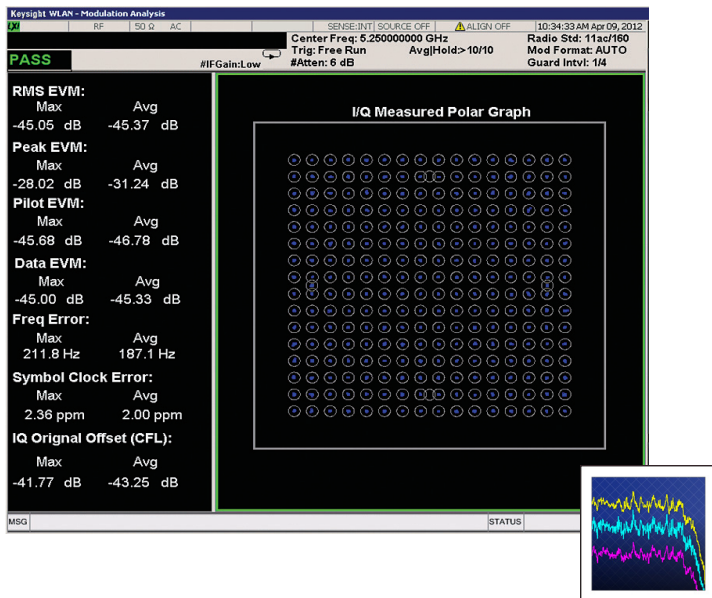 Keysight WLAN - Modulation Analysis
LXI RF 50 Ω AC SENSE:INT SOURCE OFF ALIGN OFF 10:34:33 AM Apr 09, 2012
Center Freq: 5.250000000 GHz Radio Std: 11ac/160
Trig: Free Run Avg|Hold:> 10/10 Mod Format: AUTO
PASS #IFGain:Low #Atten: 6 dB Guard Intvl: 1/4
RMS EVM:
Max Avg
-45.05 dB -45.37 dB
Peak EVM:
Max Avg
-28.02 dB -31.24 dB
Pilot EVM:
Max Avg
-45.68 dB -46.78 dB
Data EVM:
Max Avg
-45.00 dB -45.33 dB
Freq Error:
Max Avg
211.8 Hz 187.1 Hz
Symbol Clock Error:
Max Avg
2.36 ppm 2.00 ppm
IQ Orignal Offset (CFL):
Max Avg
-41.77 dB -43.25 dB
I/Q Measured Polar Graph
MSG STATUS